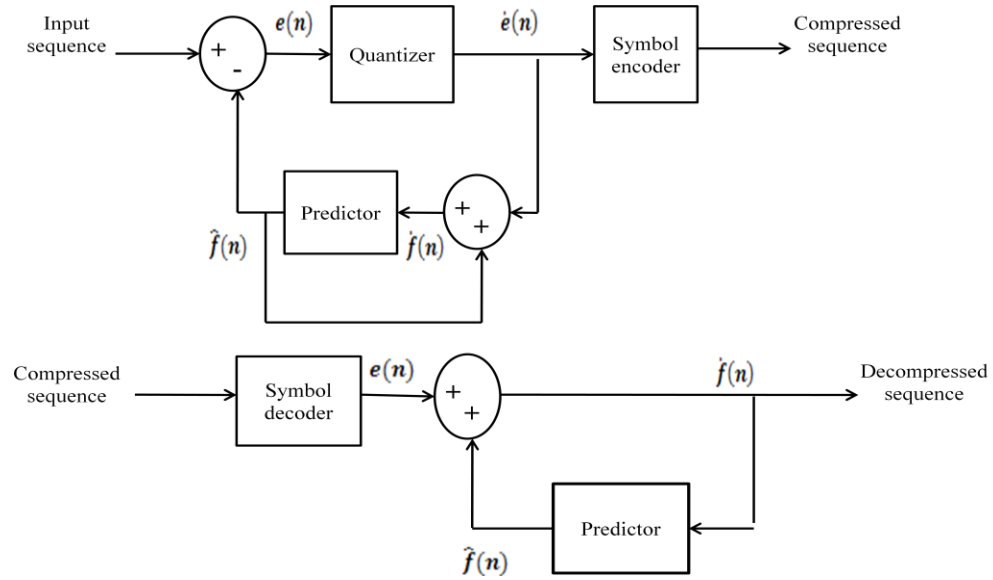 Input
sequence
+
-
e(n)
Quantizer
ė(n)
Symbol
encoder
Compressed
sequence
f̂(n)
Predictor
ḟ(n)
+
+
Compressed
sequence
Symbol
decoder
e(n)
+
+
ḟ(n)
Decompressed
sequence
Predictor
f̂(n)